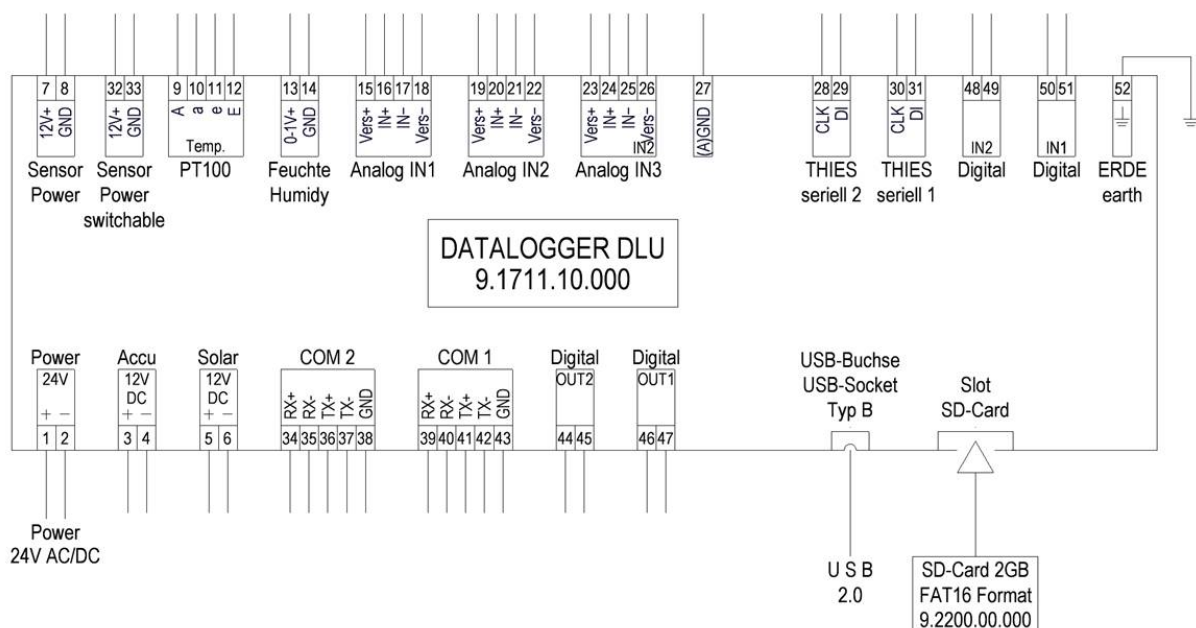 7 8 32 33 9 10 11 12 13 14 15 16 17 18 19 20 21 22 23 24 25 26 27 28 29 30 31 48 49 50 51 52
12V+ GND 12V+ GND A a e E 0-1V+ GND Vers+ IN+ IN- Vers- Vers+ IN+ IN- Vers- Vers+ IN+ IN- Vers- (A)GND CLK DI CLK DI
Temp. IN2 IN2 IN1
Sensor Sensor PT100 Feuchte Analog IN1 Analog IN2 Analog IN3 THIES THIES Digital Digital ERDE
Power Power Humidy seriell 2 seriell 1 earth
switchable
DATALOGGER DLU
9.1711.10.000
Power Accu Solar COM 2 COM 1 Digital Digital
24V 12V DC 12V DC RX+ RX- TX+ TX- GND RX+ RX- TX+ TX- GND OUT2 OUT1
+ - + - + -
1 2 3 4 5 6 34 35 36 37 38 39 40 41 42 43 44 45 46 47
USB-Buchse
USB-Socket
Typ B
Slot
SD-Card
Power
24V AC/DC
U S B
2.0
SD-Card 2GB
FAT16 Format
9.2200.00.000